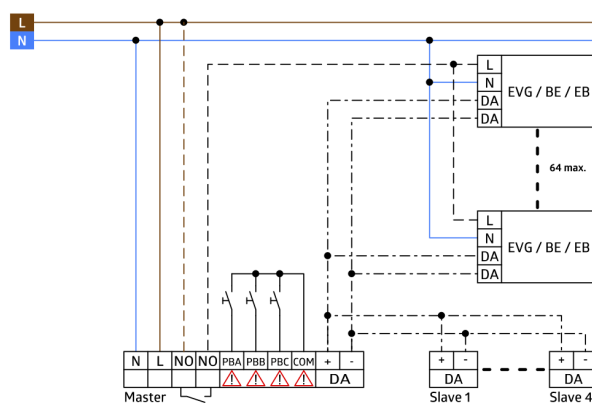 L
N
L
N
DA
DA
EVG / BE / EB
64 max.
L
N
DA
DA
EVG / BE / EB
N L NO NO PBA PBB PBC COM + -
DA
Master
+ -
DA
Slave 1
+ -
DA
Slave 4